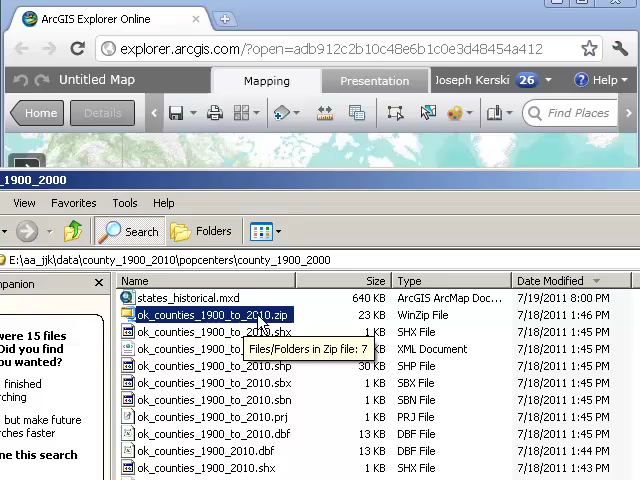 ArcGIS Explorer Online
explorer.arcgis.com/?open=adb912c2b10c48e6b1c0e3d48454a412
Untitled Map Mapping Presentation Joseph Kerski 26 Help
Home Details Find Places
_1900_2000
View Favorites Tools Help
Search Folders
E:\aa_jjk\data\county_1900_2010\popcenters\county_1900_2000
Name Size Type Date Modified
states_historical.mxd 640 KB ArcGIS ArcMap Doc... 7/19/2011 8:00 PM
ok_counties_1900_to_2010.zip 23 KB WinZip File 7/18/2011 1:46 PM
ok_counties_1900_to_2010.shx 1 KB SHX File 7/18/2011 1:46 PM
ok_counties_1900_to_ KB XML Document 7/18/2011 1:45 PM
Files/Folders in Zip file: 7
ok_counties_1900_to_2010.shp 30 KB SHP File 7/18/2011 1:45 PM
ok_counties_1900_to_2010.sbx 1 KB SBX File 7/18/2011 1:45 PM
ok_counties_1900_to_2010.sbn 1 KB SBN File 7/18/2011 1:45 PM
ok_counties_1900_to_2010.prj 1 KB PRJ File 7/18/2011 1:45 PM
ok_counties_1900_to_2010.dbf 13 KB DBF File 7/18/2011 1:45 PM
ok_counties_1900_2010.dbf 13 KB DBF File 7/18/2011 1:44 PM
ok_counties_1900_2010.shx 1 KB SHX File 7/18/2011 1:43 PM
mpanion
were 15 files
Did you find
you wanted?
finished
rching
but make future
rches faster
ne this search